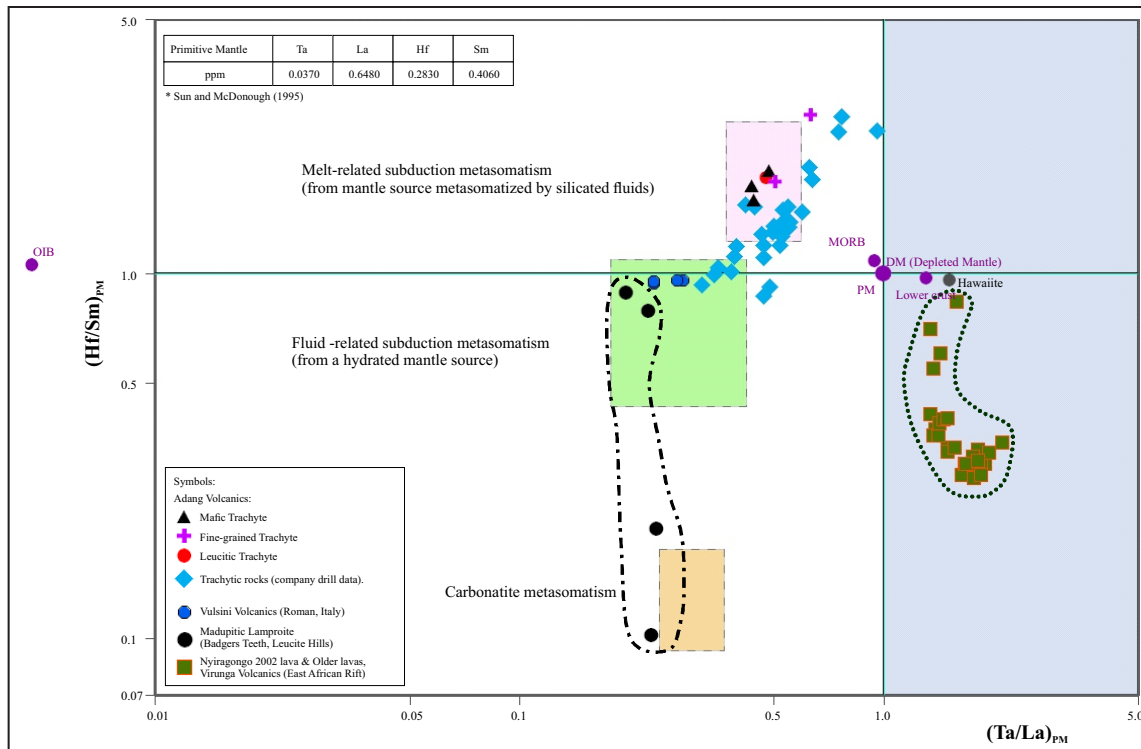 5.0
Primitive Mantle Ta La Hf Sm
ppm 0.0370 0.6480 0.2830 0.4060
* Sun and McDonough (1995)
Melt-related subduction metasomatism
(from mantle source metasomatized by silicated fluids)
OIB
MORB
DM (Depleted Mantle)
1.0
PM
Lower crust
Hawaiite
(Hf/Sm)PM
Fluid -related subduction metasomatism
(from a hydrated mantle source)
0.5
Symbols:
Adang Volcanics:
Mafic Trachyte
Fine-grained Trachyte
Leucitic Trachyte
Trachytic rocks (company drill data).
Vulsini Volcanics (Roman, Italy)
Madupitic Lamproite
(Badgers Teeth, Leucite Hills)
Nyiragongo 2002 lava & Older lavas,
Virunga Volcanics (East African Rift)
Carbonatite metasomatism
0.1
0.07
0.01 0.05 0.1 0.5 1.0 5.0
(Ta/La)PM